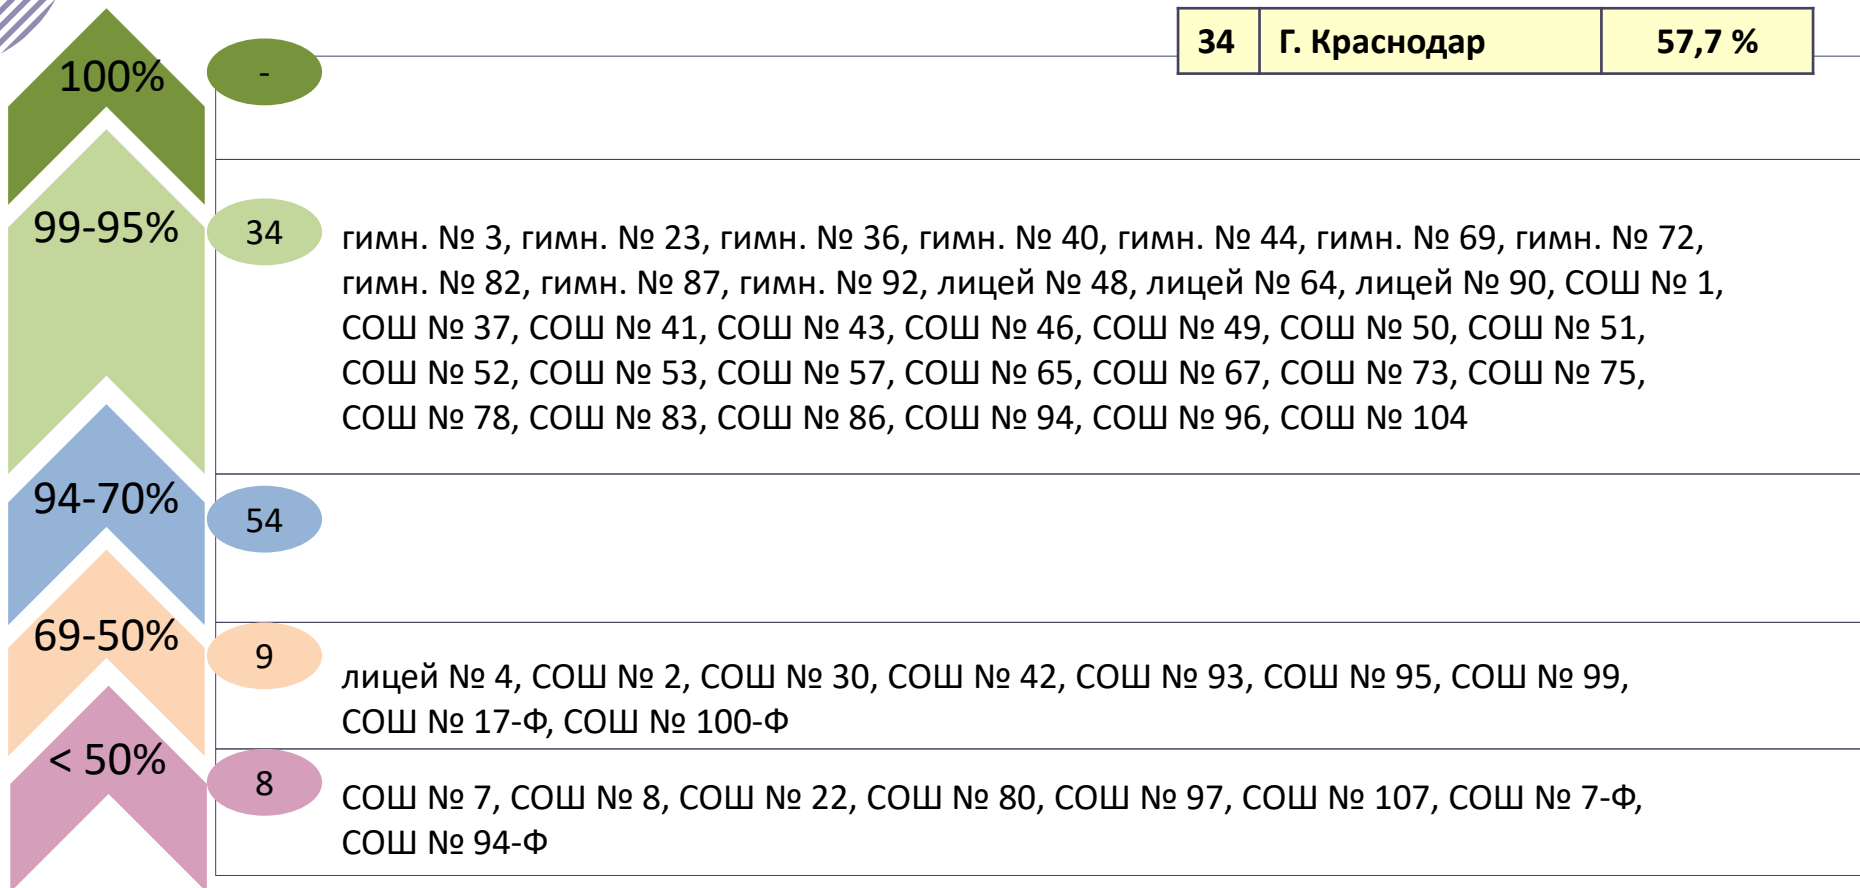 34 Г. Краснодар 57,7 %
100% -
99-95% 34
гимн. № 3, гимн. № 23, гимн. № 36, гимн. № 40, гимн. № 44, гимн. № 69, гимн. № 72,
гимн. № 82, гимн. № 87, гимн. № 92, лицей № 48, лицей № 64, лицей № 90, СОШ № 1,
СОШ № 37, СОШ № 41, СОШ № 43, СОШ № 46, СОШ № 49, СОШ № 50, СОШ № 51,
СОШ № 52, СОШ № 53, СОШ № 57, СОШ № 65, СОШ № 67, СОШ № 73, СОШ № 75,
СОШ № 78, СОШ № 83, СОШ № 86, СОШ № 94, СОШ № 96, СОШ № 104
94-70% 54
69-50% 9
лицей № 4, СОШ № 2, СОШ № 30, СОШ № 42, СОШ № 93, СОШ № 95, СОШ № 99,
СОШ № 17-Ф, СОШ № 100-Ф
< 50% 8
СОШ № 7, СОШ № 8, СОШ № 22, СОШ № 80, СОШ № 97, СОШ № 107, СОШ № 7-Ф,
СОШ № 94-Ф